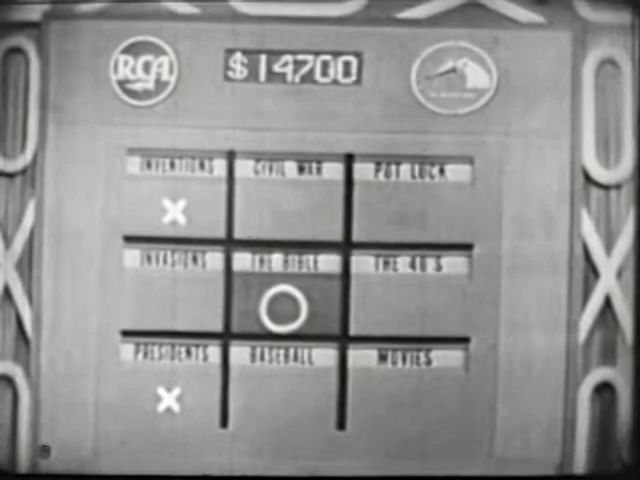 RCA $14700
INVENTIONS CIVIL WAR POT LUCK
X
INVASIONS THE BIBLE THE 40'S
O
PRESIDENTS BASEBALL MOVIES
X